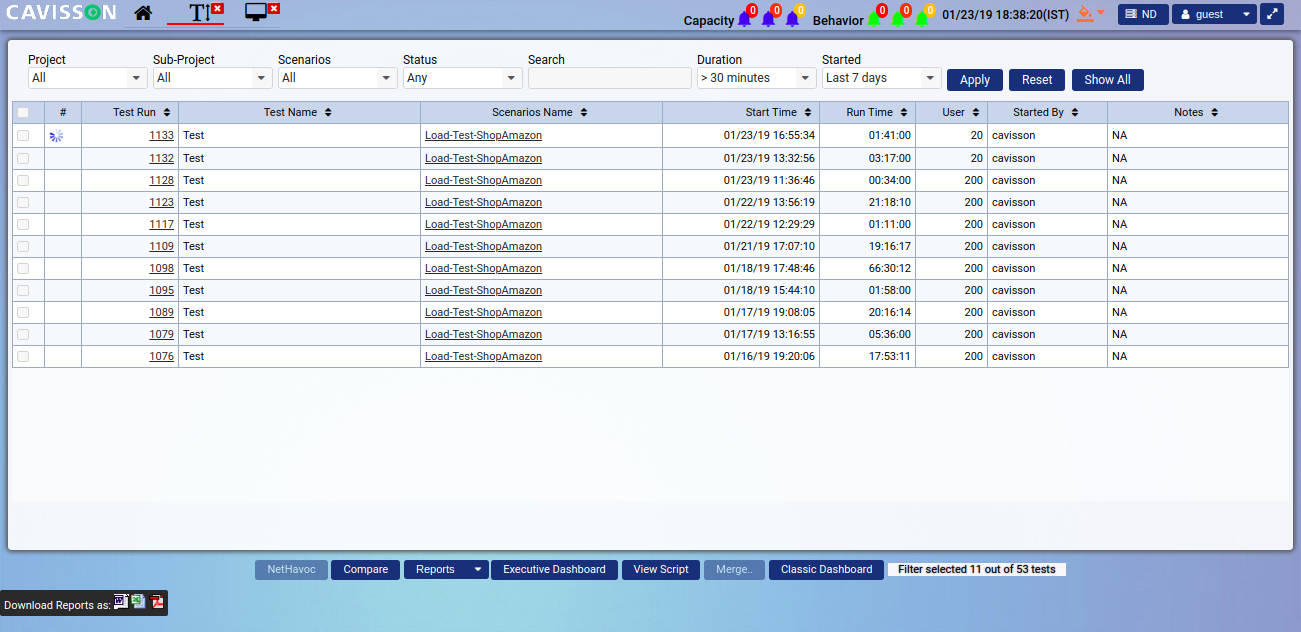 CAVISSON T Capacity 0 0 0 Behavior 0 0 0 01/23/19 18:38:20(IST) ND guest
Project Sub-Project Scenarios Status Search Duration Started
All All All Any > 30 minutes Last 7 days Apply Reset Show All
# Test Run Test Name Scenarios Name Start Time Run Time User Started By Notes
1133 Test Load-Test-ShopAmazon 01/23/19 16:55:34 01:41:00 20 cavisson NA
1132 Test Load-Test-ShopAmazon 01/23/19 13:32:56 03:17:00 20 cavisson NA
1128 Test Load-Test-ShopAmazon 01/23/19 11:36:46 00:34:00 200 cavisson NA
1123 Test Load-Test-ShopAmazon 01/22/19 13:56:19 21:18:10 200 cavisson NA
1117 Test Load-Test-ShopAmazon 01/22/19 12:29:29 01:11:00 200 cavisson NA
1109 Test Load-Test-ShopAmazon 01/21/19 17:07:10 19:16:17 200 cavisson NA
1098 Test Load-Test-ShopAmazon 01/18/19 17:48:46 66:30:12 200 cavisson NA
1095 Test Load-Test-ShopAmazon 01/18/19 15:44:10 01:58:00 200 cavisson NA
1089 Test Load-Test-ShopAmazon 01/17/19 19:08:05 20:16:14 200 cavisson NA
1079 Test Load-Test-ShopAmazon 01/17/19 13:16:55 05:36:00 200 cavisson NA
1076 Test Load-Test-ShopAmazon 01/16/19 19:20:06 17:53:11 200 cavisson NA
NetHavoc Compare Reports Executive Dashboard View Script Merge.. Classic Dashboard Filter selected 11 out of 53 tests
Download Reports as: